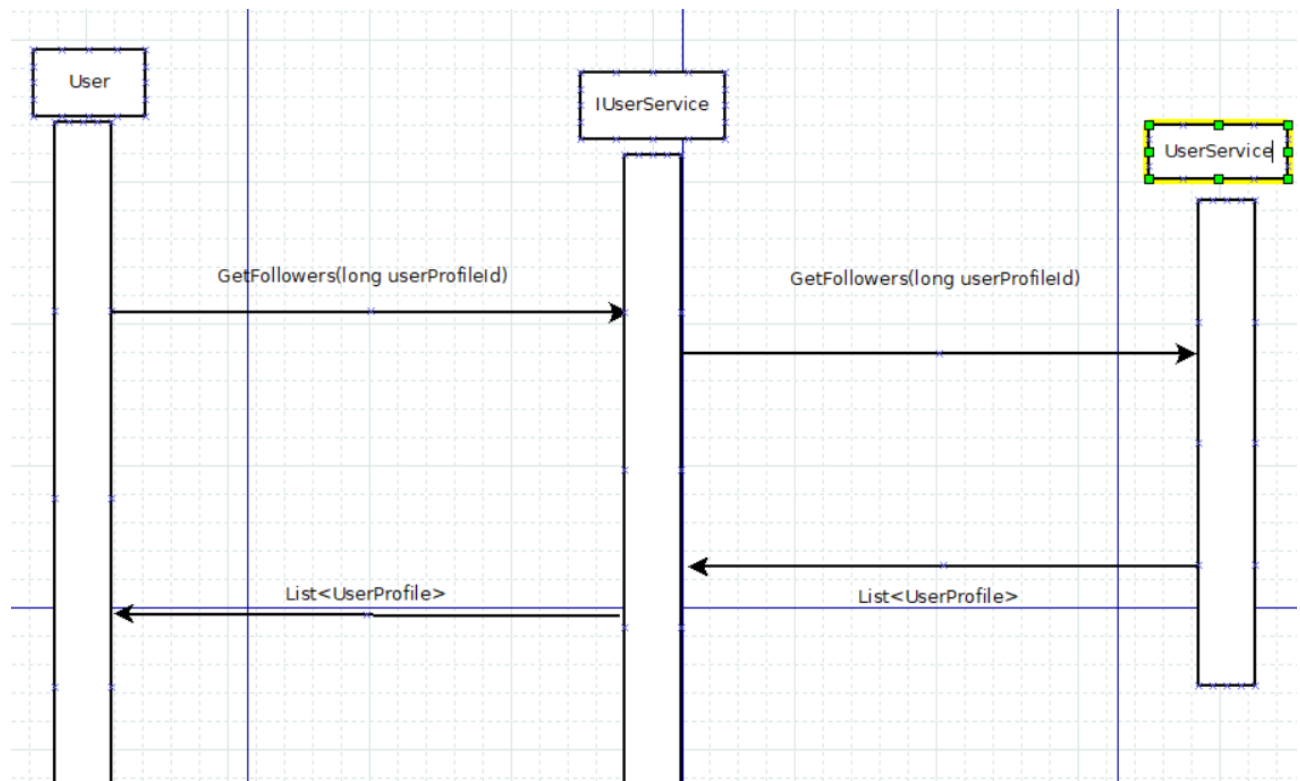 User
IUserService
UserService
GetFollowers(long userProfileId)
GetFollowers(long userProfileId)
List<UserProfile>
List<UserProfile>